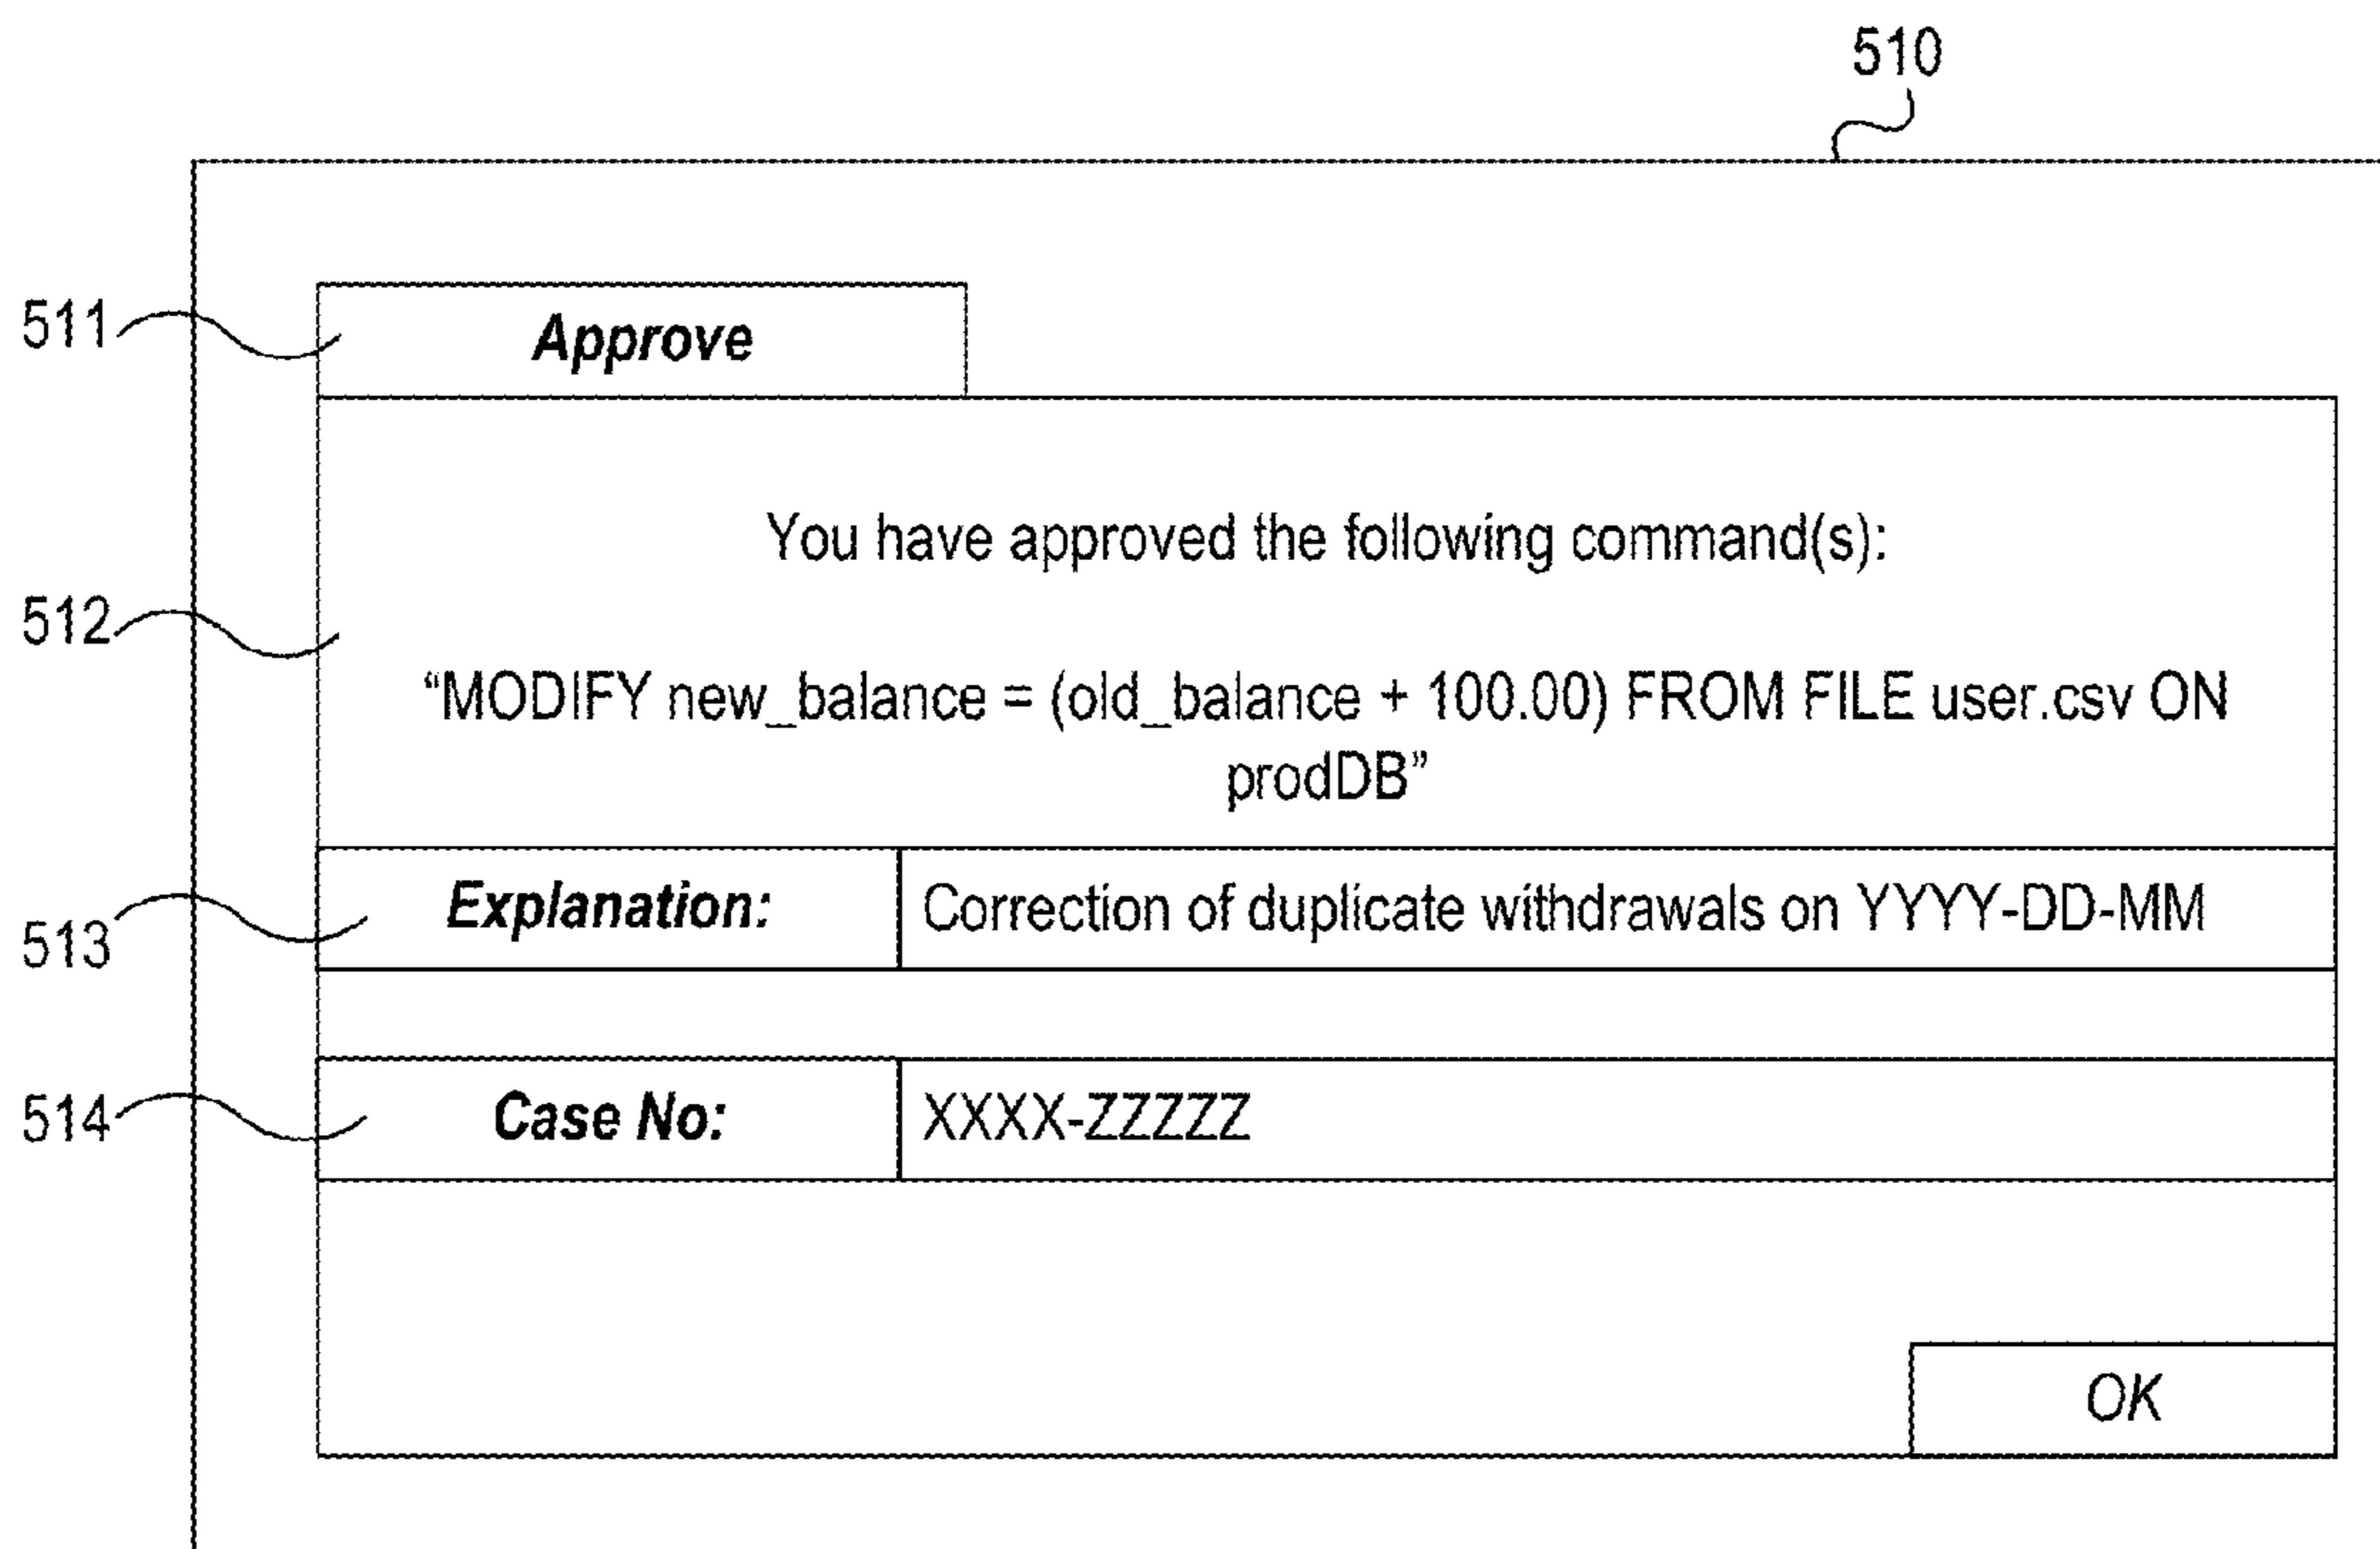 510
511
Approve
512
You have approved the following command(s):
“MODIFY new_balance = (old_balance + 100.00) FROM FILE user.csv ON
prodDB”
513
Explanation:
Correction of duplicate withdrawals on YYYY-DD-MM
514
Case No:
XXXX-ZZZZZ
OK